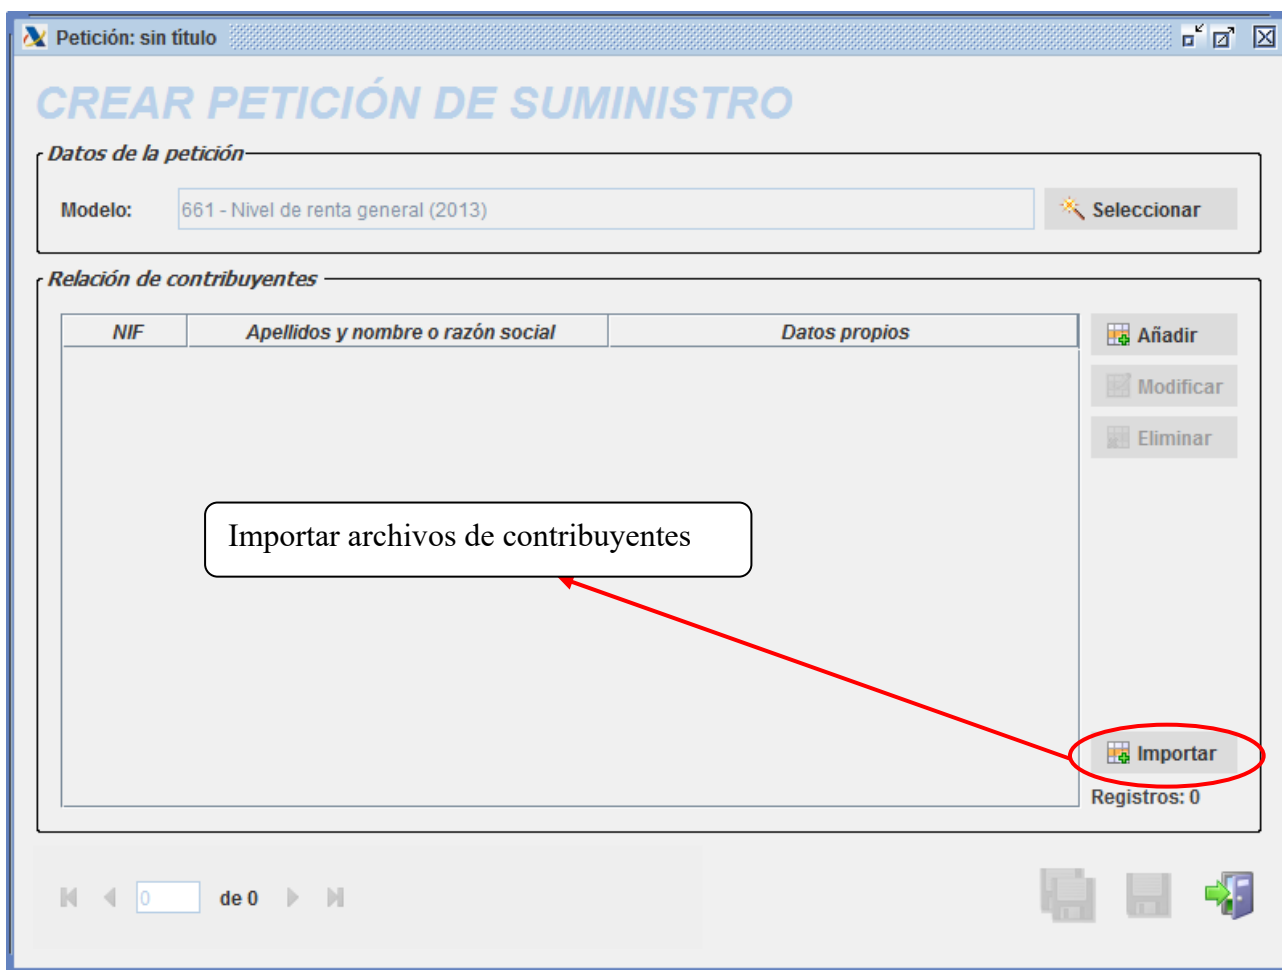 Petición: sin título
CREAR PETICIÓN DE SUMINISTRO
Datos de la petición
Modelo: 661 - Nivel de renta general (2013) Seleccionar
Relación de contribuyentes
NIF Apellidos y nombre o razón social Datos propios
Añadir
Modificar
Eliminar
Importar archivos de contribuyentes
Importar
Registros: 0
0 de 0